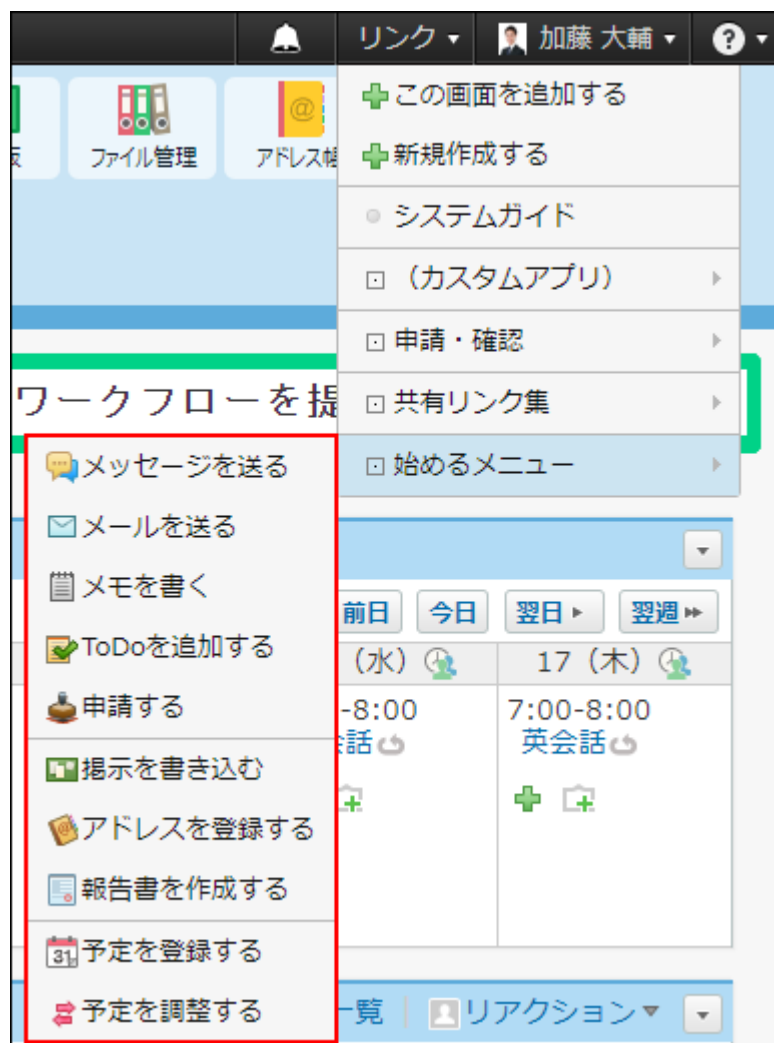 リンク
加藤 大輔
?
ファイル管理
アドレス帳
この画面を追加する
新規作成する
システムガイド
(カスタムアプリ)
申請・確認
共有リンク集
始めるメニュー
ワークフローを提
メッセージを送る
メールを送る
メモを書く
ToDoを追加する
申請する
掲示を書き込む
アドレスを登録する
報告書を作成する
31
予定を登録する
予定を調整する
前日
今日
翌日
翌週
(水)
17(木)
-8:00
話
7:00-8:00
英会話
一覧
リアクション